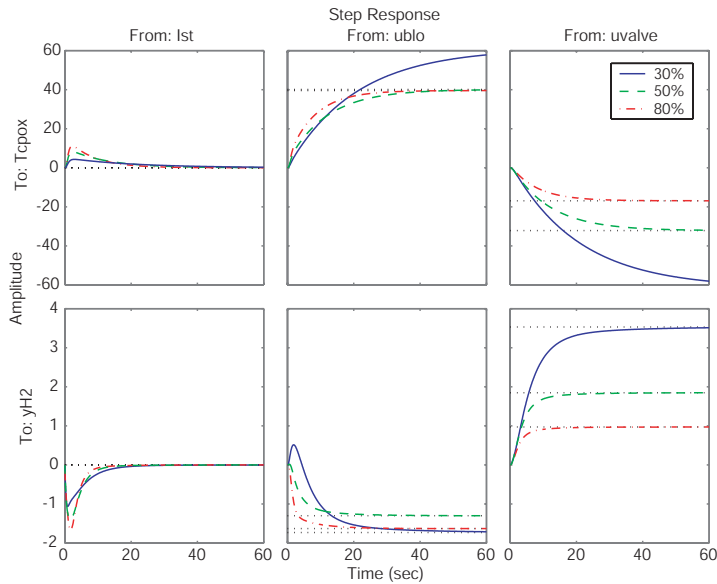 Step Response
From: Ist
From: ublo
From: uvalve
To: Tcpox
60
40
20
0
-20
-40
-60
30%
50%
80%
Amplitude
To: yH2
4
3
2
1
0
-1
-2
0 20 40 60
0 20 40 60
0 20 40 60
Time (sec)